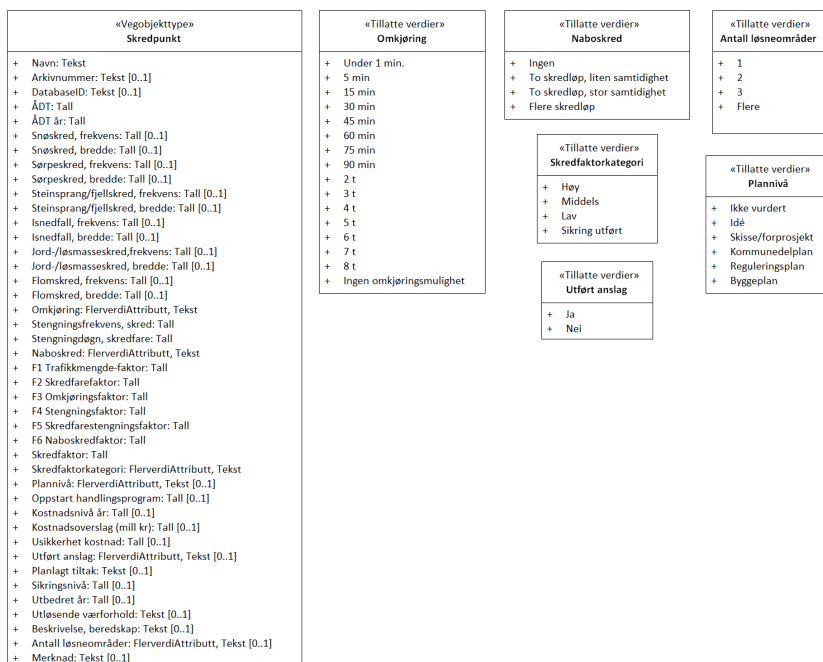 «Vegobjekttype»
Skredpunkt
+ Navn: Tekst
+ Arkivnummer: Tekst [0..1]
+ DatabaseID: Tekst [0..1]
+ ÅDT: Tall
+ ÅDT år: Tall
+ Snøskred, frekvens: Tall [0..1]
+ Snøskred, bredde: Tall [0..1]
+ Sørpeskred, frekvens: Tall [0..1]
+ Sørpeskred, bredde: Tall [0..1]
+ Steinsprang/fjellskred, frekvens: Tall [0..1]
+ Steinsprang/fjellskred, bredde: Tall [0..1]
+ Isnedfall, frekvens: Tall [0..1]
+ Isnedfall, bredde: Tall [0..1]
+ Jord-/løsmasseskred,frekvens: Tall [0..1]
+ Jord-/løsmasseskred, bredde: Tall [0..1]
+ Flomskred, frekvens: Tall [0..1]
+ Flomskred, bredde: Tall [0..1]
+ Omkjøring: FlerverdiAttributt, Tekst
+ Stengningsfrekvens, skred: Tall
+ Stengningdøgn, skredfare: Tall
+ Naboskred: FlerverdiAttributt, Tekst
+ F1 Trafikkmengde-faktor: Tall
+ F2 Skredfarefaktor: Tall
+ F3 Omkjøringsfaktor: Tall
+ F4 Stengningsfaktor: Tall
+ F5 Skredfarestengningsfaktor: Tall
+ F6 Naboskredfaktor: Tall
+ Skredfaktor: Tall
+ Skredfaktorkategori: FlerverdiAttributt, Tekst
+ Plannivå: FlerverdiAttributt, Tekst [0..1]
+ Oppstart handlingsprogram: Tall [0..1]
+ Kostnadsnivå år: Tall [0..1]
+ Kostnadsoverslag (mill kr): Tall [0..1]
+ Usikkerhet kostnad: Tall [0..1]
+ Utført anslag: FlerverdiAttributt, Tekst [0..1]
+ Planlagt tiltak: Tekst [0..1]
+ Sikringsnivå: Tall [0..1]
+ Utbedret år: Tall [0..1]
+ Utløsende værforhold: Tekst [0..1]
+ Beskrivelse, beredskap: Tekst [0..1]
+ Antall løsneområder: FlerverdiAttributt, Tekst [0..1]
+ Merknad: Tekst [0..1]
«Tillatte verdier»
Omkjøring
+ Under 1 min.
+ 5 min
+ 15 min
+ 30 min
+ 45 min
+ 60 min
+ 75 min
+ 90 min
+ 2 t
+ 3 t
+ 4 t
+ 5 t
+ 6 t
+ 7 t
+ 8 t
+ Ingen omkjøringsmulighet
«Tillatte verdier»
Naboskred
+ Ingen
+ To skredløp, liten samtidighet
+ To skredløp, stor samtidighet
+ Flere skredløp
«Tillatte verdier»
Skredfaktorkategori
+ Høy
+ Middels
+ Lav
+ Sikring utført
«Tillatte verdier»
Utført anslag
+ Ja
+ Nei
«Tillatte verdier»
Antall løsneområder
+ 1
+ 2
+ 3
+ Flere
«Tillatte verdier»
Plannivå
+ Ikke vurdert
+ Idé
+ Skisse/forprosjekt
+ Kommunedelplan
+ Reguleringsplan
+ Byggeplan